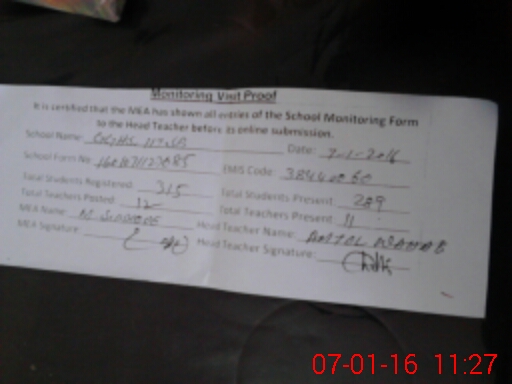 Monitoring Visit Proof
It is certified that the MEA has shown all entries of the School Monitoring Form
to the Head Teacher before its online submission.
School Name: Date: 7-1-2016
School Form No EMIS Code:
Total Students Registered: 315 Total Students Present: 289
Total Teachers Posted: 12 Total Teachers Present: 11
MEA Name: Head Teacher Name:
MEA Signature: Head Teacher Signature:
07-01-16 11:27